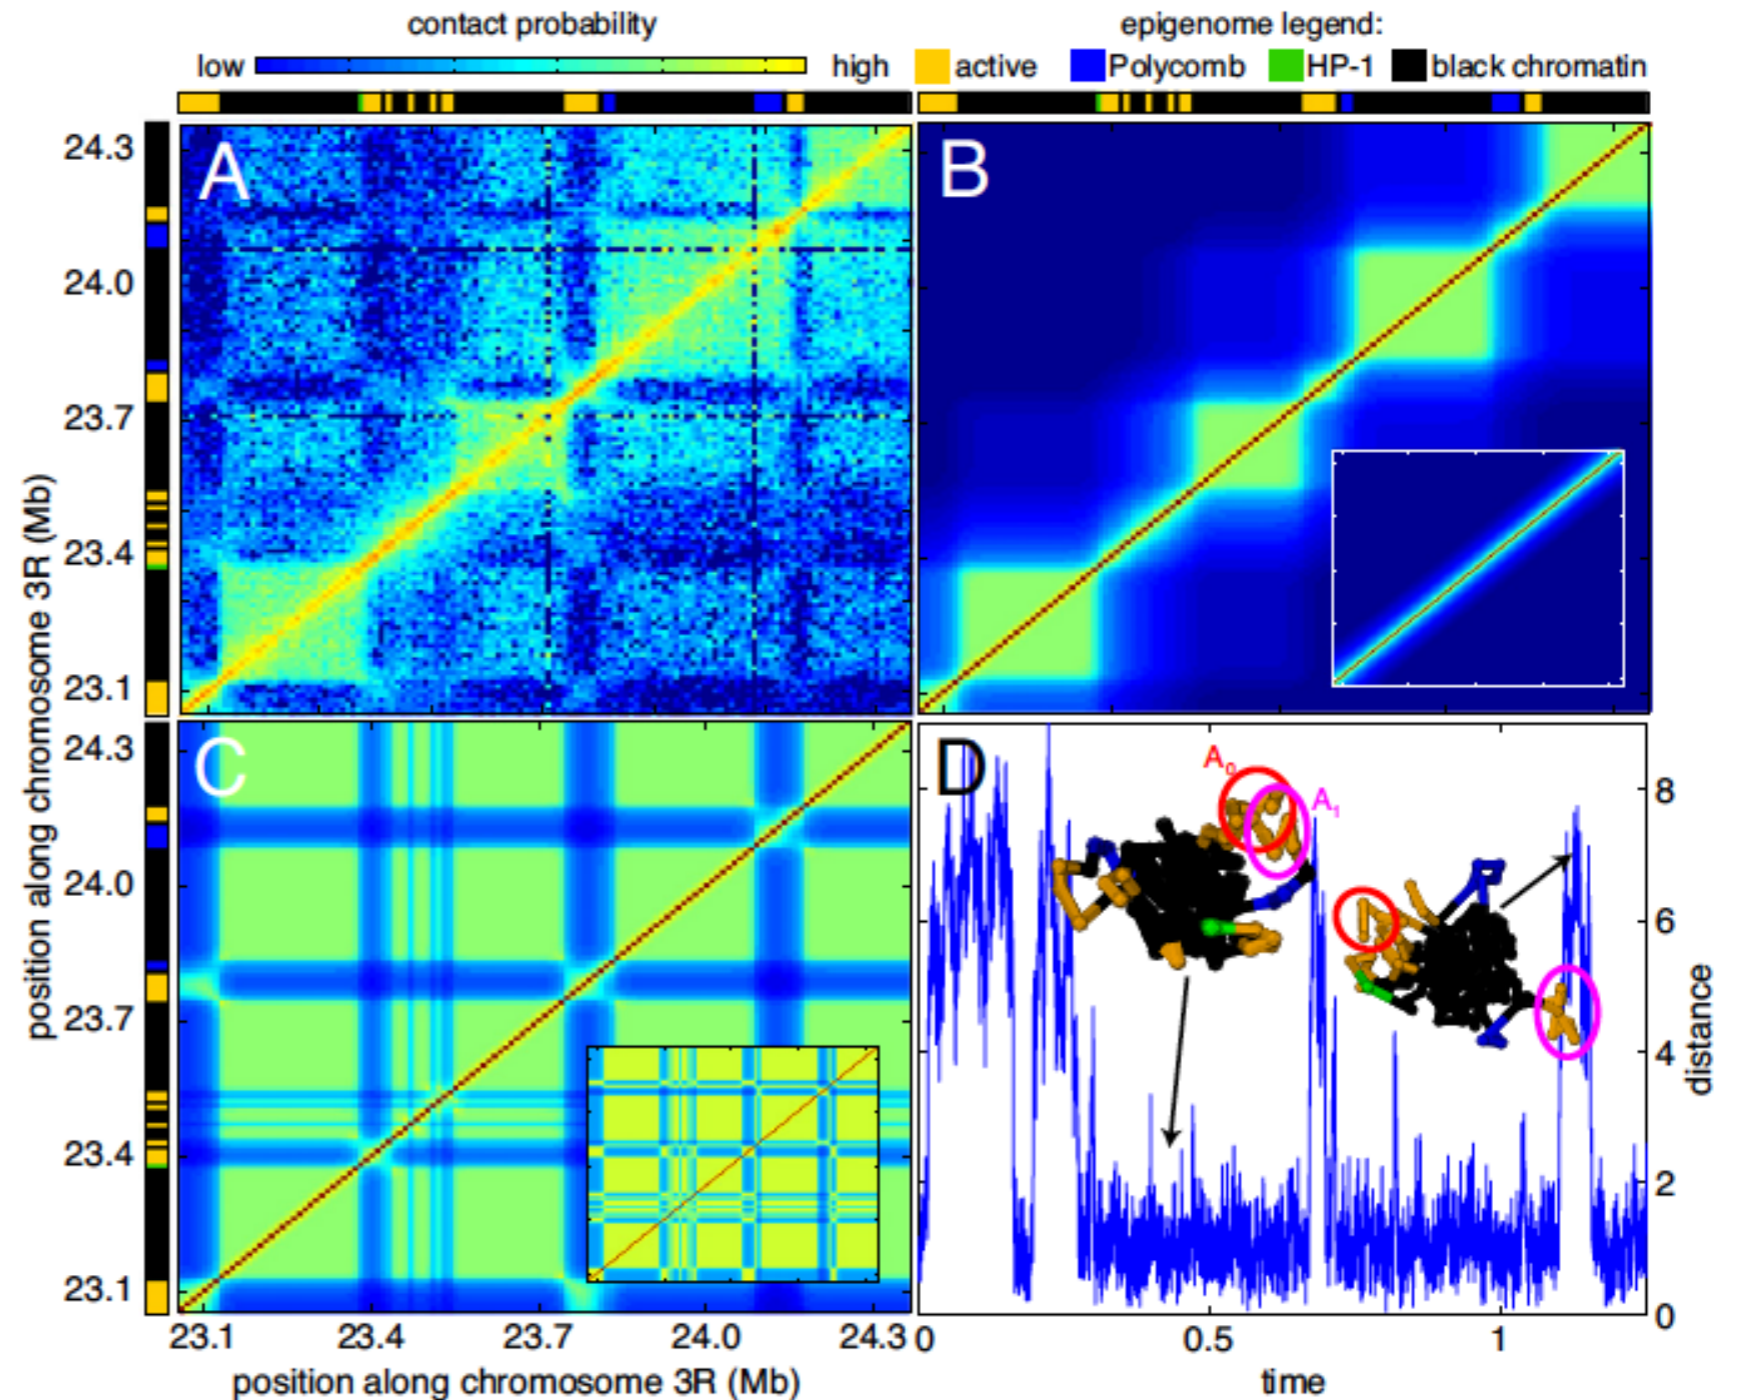 contact probability
epigenome legend:
low
high
active
Polycomb
HP-1
black chromatin
A
B
24.3
24.0
23.7
23.4
23.1
C
D
24.3
24.0
23.7
23.4
23.1
position along chromosome 3R (Mb)
A₀
A₁
8
6
4
2
0
distance
23.1
23.4
23.7
24.0
24.3
0
0.5
1
position along chromosome 3R (Mb)
time